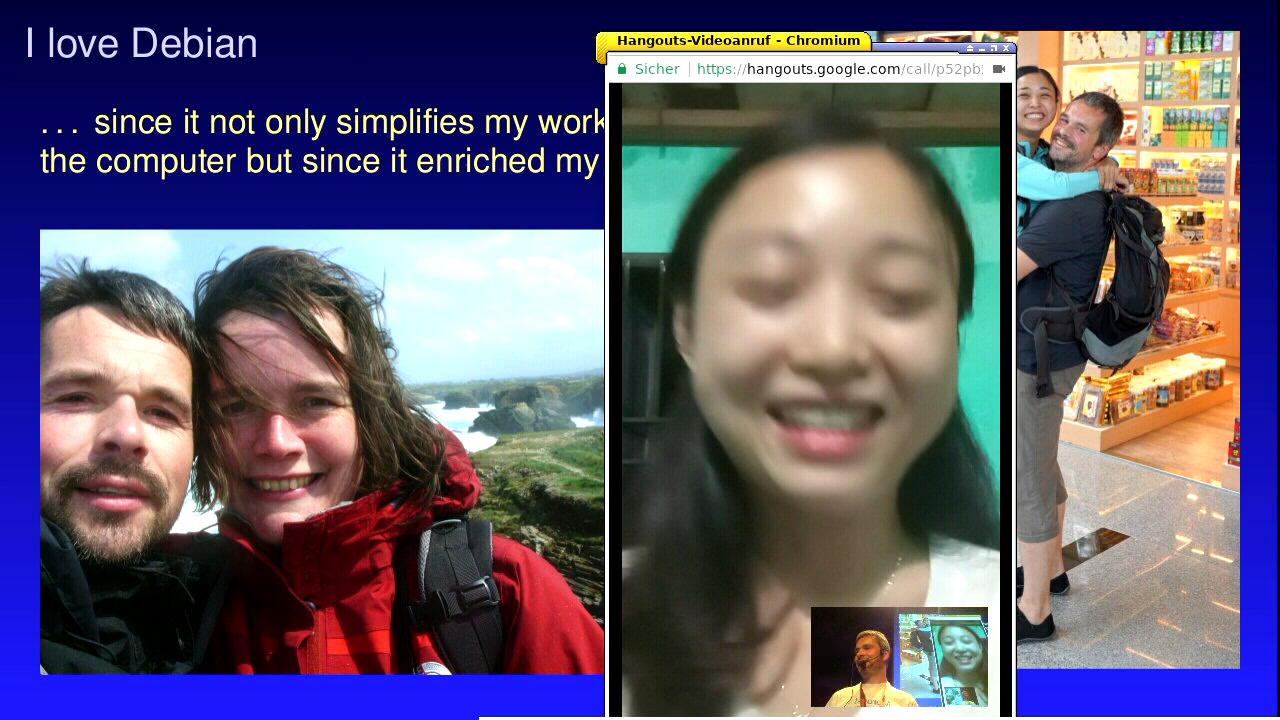 I love Debian
. . . since it not only simplifies my work
the computer but since it enriched my
Hangouts-Videoanruf - Chromium
Sicher | https://hangouts.google.com/call/p52pb